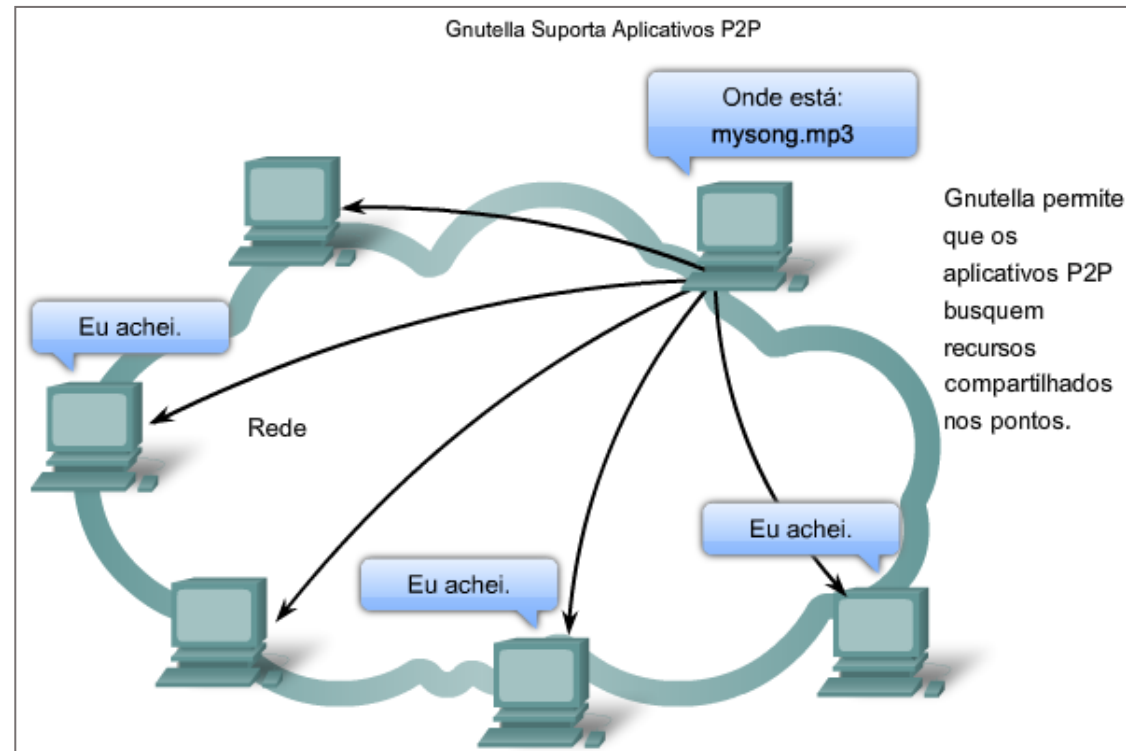 Gnutella Suporta Aplicativos P2P
Onde está:
mysong.mp3
Gnutella permite
que os
aplicativos P2P
busquem
recursos
compartilhados
nos pontos.
Eu achei.
Rede
Eu achei.
Eu achei.